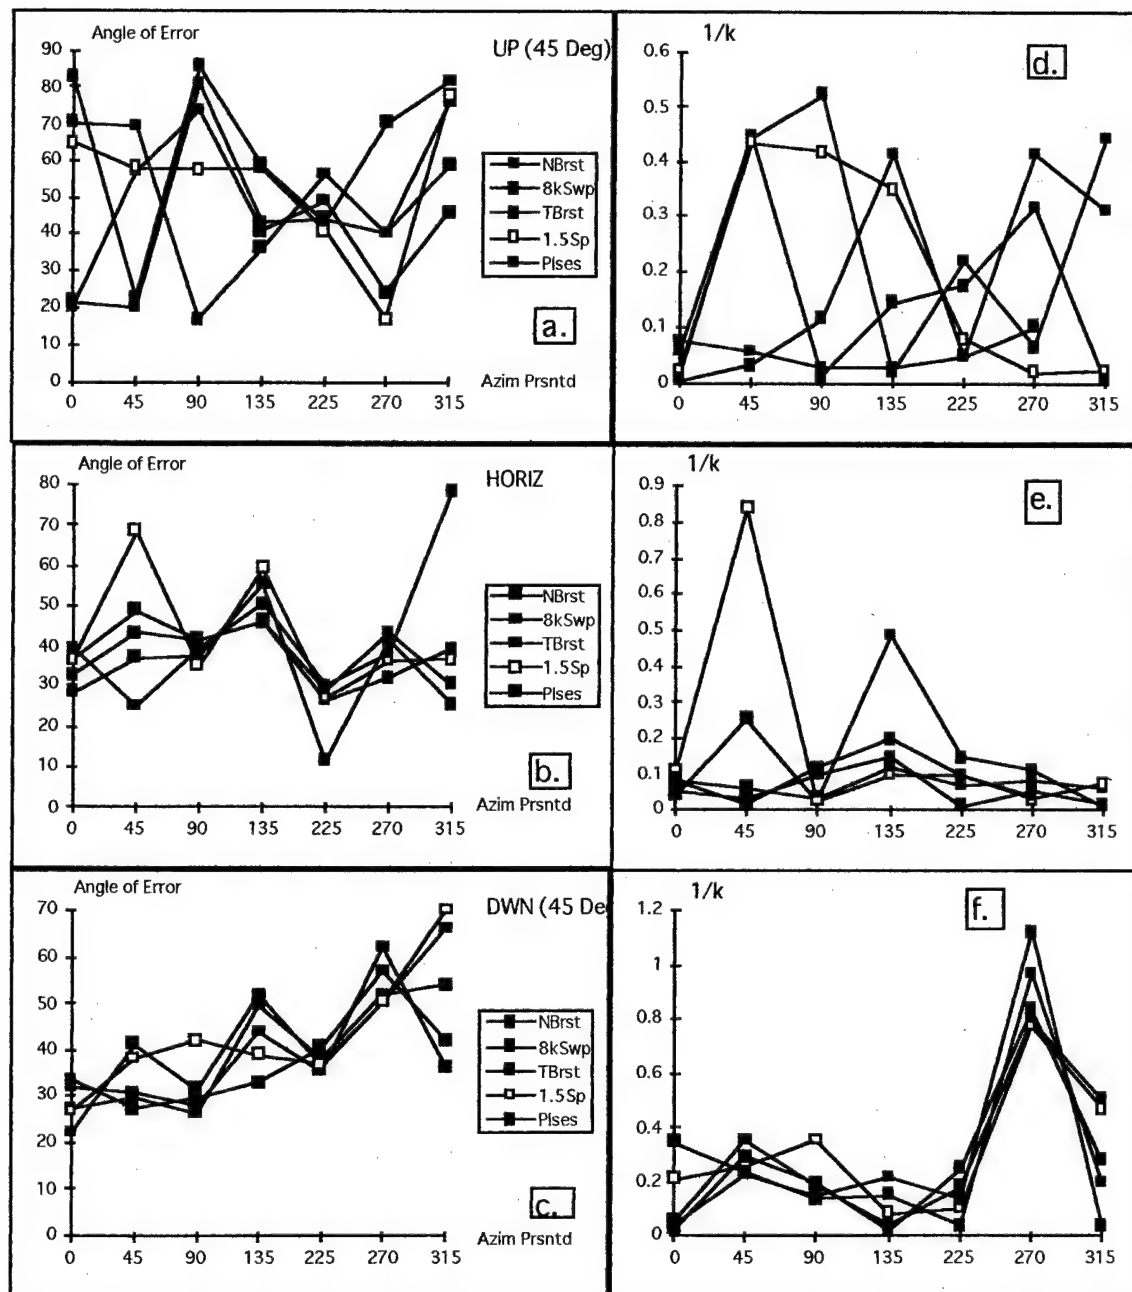 Angle of Error
UP (45 Deg)
90
80
70
60
50
40
30
20
10
0
NBrst
8kSwp
TBrst
1.5Sp
Plses
a.
Azim Prsntd
0 45 90 135 225 270 315
1/k
d.
0.6
0.5
0.4
0.3
0.2
0.1
0
0 45 90 135 225 270 315
Angle of Error
HORIZ
80
70
60
50
40
30
20
10
0
NBrst
8kSwp
TBrst
1.5Sp
Plses
b.
Azim Prsntd
0 45 90 135 225 270 315
1/k
e.
0.9
0.8
0.7
0.6
0.5
0.4
0.3
0.2
0.1
0
0 45 90 135 225 270 315
Angle of Error
DWN (45 De
70
60
50
40
30
20
10
0
NBrst
8kSwp
TBrst
1.5Sp
Plses
c.
Azim Prsntd
0 45 90 135 225 270 315
1/k
f.
1.2
1
0.8
0.6
0.4
0.2
0
0 45 90 135 225 270 315